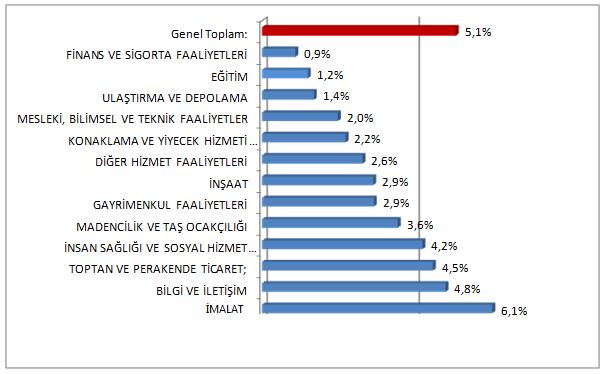 Genel Toplam: 5,1%
FİNANS VE SİGORTA FAALİYETLERİ 0,9%
EĞİTİM 1,2%
ULAŞTIRMA VE DEPOLAMA 1,4%
MESLEKİ, BİLİMSEL VE TEKNİK FAALİYETLER 2,0%
KONAKLAMA VE YİYECEK HİZMETİ ... 2,2%
DİĞER HİZMET FAALİYETLERİ 2,6%
İNŞAAT 2,9%
GAYRİMENKUL FAALİYETLERİ 2,9%
MADENCİLİK VE TAŞ OCAKÇILIĞI 3,6%
İNSAN SAĞLIĞI VE SOSYAL HİZMET... 4,2%
TOPTAN VE PERAKENDE TİCARET; 4,5%
BİLGİ VE İLETİŞİM 4,8%
İMALAT 6,1%